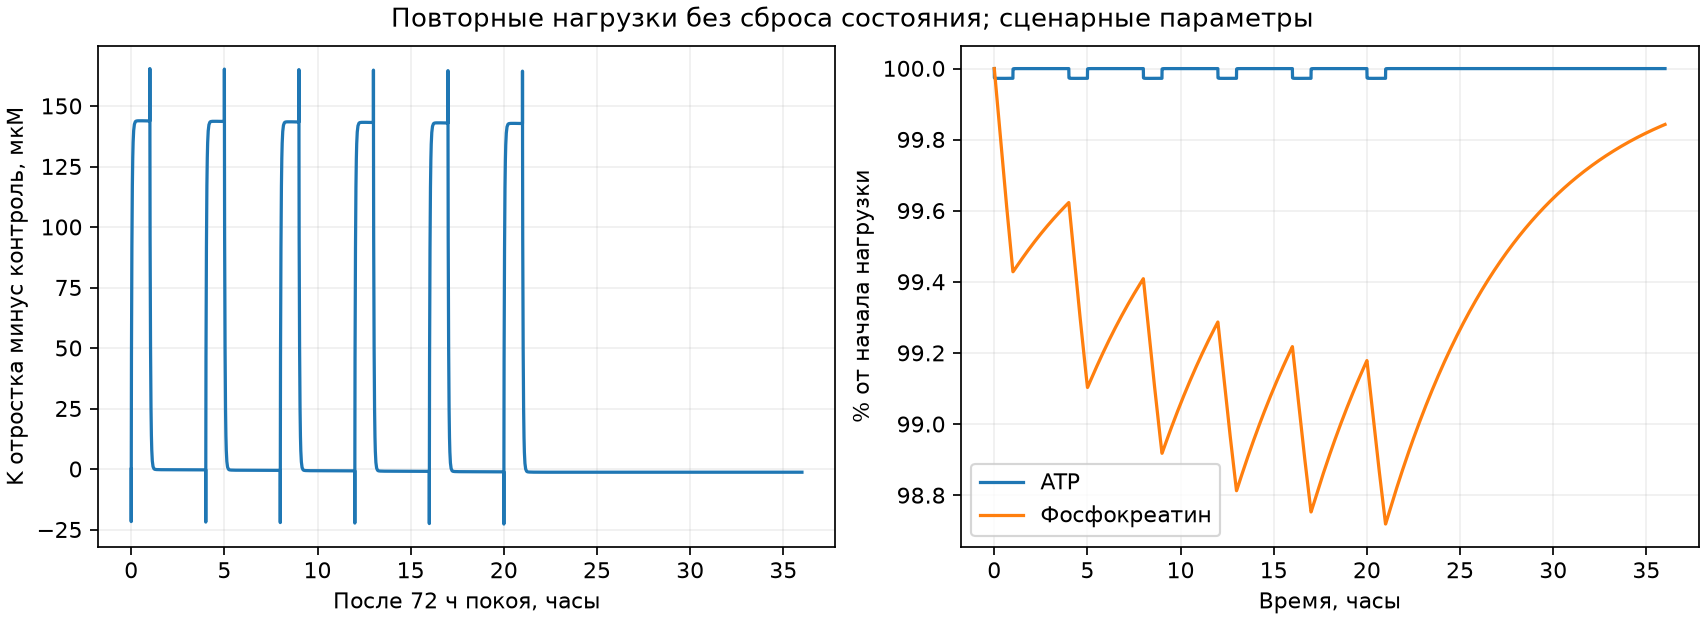 Повторные нагрузки без сброса состояния; сценарные параметры
К отростка минус контроль, мкМ
150
125
100
75
50
25
0
−25
0 5 10 15 20 25 30 35
После 72 ч покоя, часы
% от начала нагрузки
100.0
99.8
99.6
99.4
99.2
99.0
98.8
ATP
Фосфокреатин
0 5 10 15 20 25 30 35
Время, часы